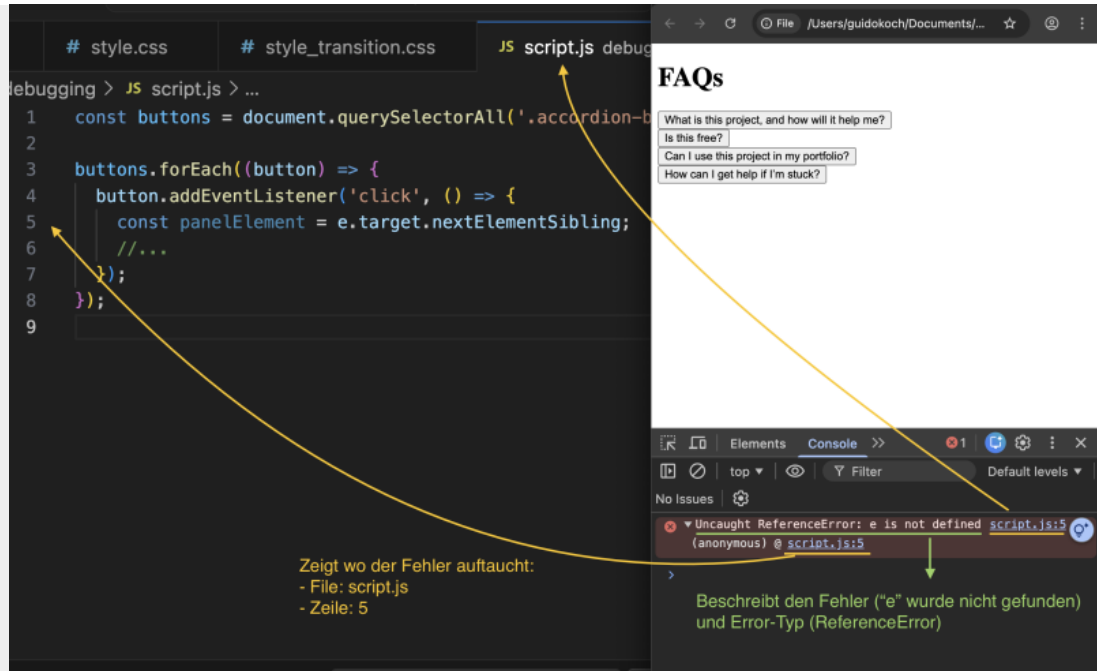 # style.css
# style_transition.css
JS script.js debug
debugging > JS script.js > ...
1 const buttons = document.querySelectorAll('.accordion-b
2
3 buttons.forEach((button) => {
4 button.addEventListener('click', () => {
5 const panelElement = e.target.nextElementSibling;
6 //...
7 });
8 });
9
File /Users/guidokoch/Documents/...
FAQs
What is this project, and how will it help me?
Is this free?
Can I use this project in my portfolio?
How can I get help if I'm stuck?
Elements Console >> 1
top ▼ Filter Default levels ▼
No Issues
▼Uncaught ReferenceError: e is not defined script.js:5
(anonymous) @ script.js:5
>
Zeigt wo der Fehler auftaucht:
- File: script.js
- Zeile: 5
Beschreibt den Fehler (“e” wurde nicht gefunden)
und Error-Typ (ReferenceError)